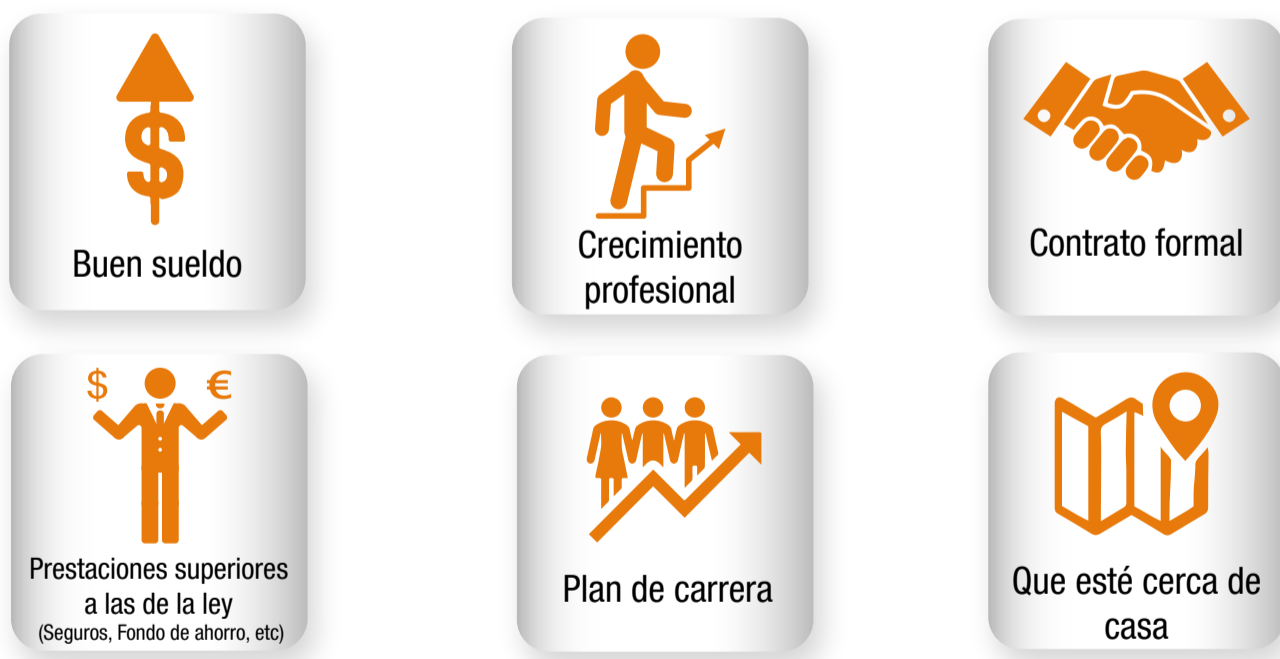 $
Buen sueldo
Crecimiento
profesional
Contrato formal
$ €
Prestaciones superiores
a las de la ley
(Seguros, Fondo de ahorro, etc)
Plan de carrera
Que esté cerca de
casa